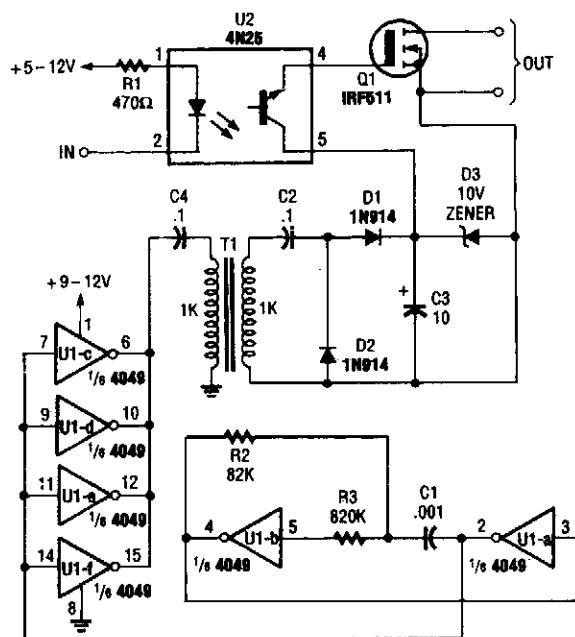 U2
4N25
+5–12V
R1
470Ω
1
4
2
5
IN
Q1
IRF511
OUT
C4
.1
T1
1K
1K
C2
.1
D1
1N914
D3
10V
ZENER
D2
1N914
+
C3
10
+9–12V
1
7
U1-c
6
1/6 4049
9
U1-d
10
1/6 4049
11
U1-e
12
1/6 4049
14
U1-f
15
8
1/6 4049
R2
82K
R3
820K
C1
.001
4
U1-b
5
1/6 4049
2
U1-a
3
1/6 4049